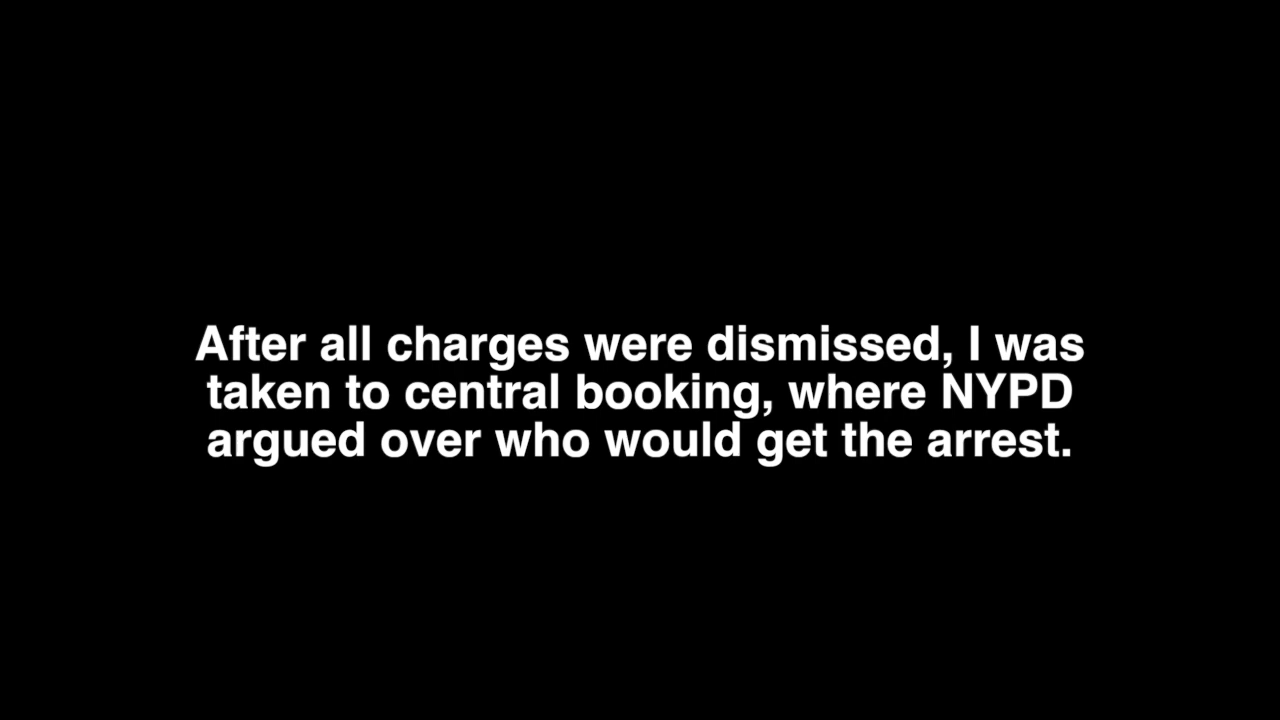 After all charges were dismissed, I was
taken to central booking, where NYPD
argued over who would get the arrest.